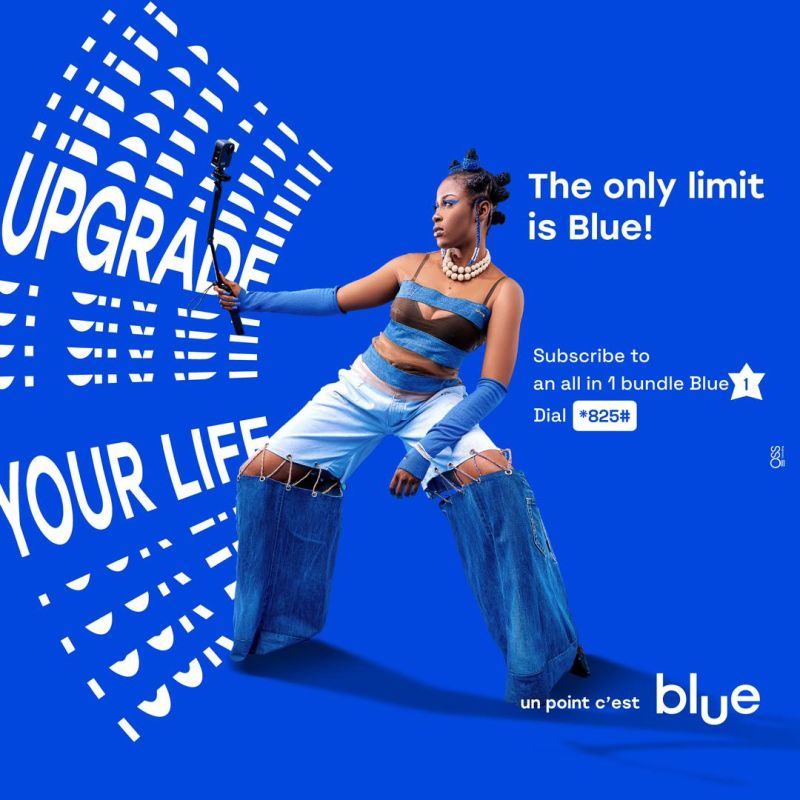 UPGRADE
YOUR LIFE
The only limit
is Blue!
Subscribe to
an all in 1 bundle Blue 1
Dial *825#
un point c'est blue